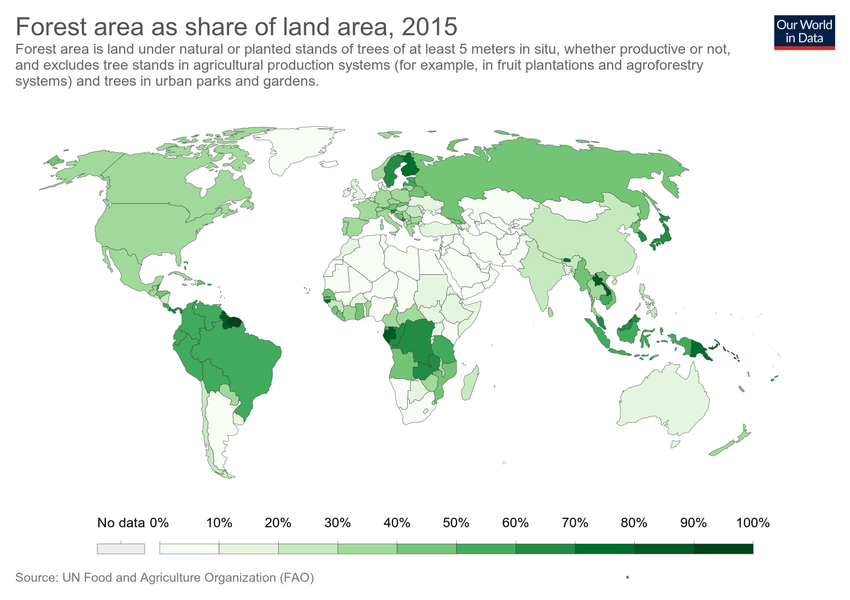 Forest area as share of land area, 2015
Our World
in Data
Forest area is land under natural or planted stands of trees of at least 5 meters in situ, whether productive or not,
and excludes tree stands in agricultural production systems (for example, in fruit plantations and agroforestry
systems) and trees in urban parks and gardens.
No data 0% 10% 20% 30% 40% 50% 60% 70% 80% 90% 100%
Source: UN Food and Agriculture Organization (FAO)